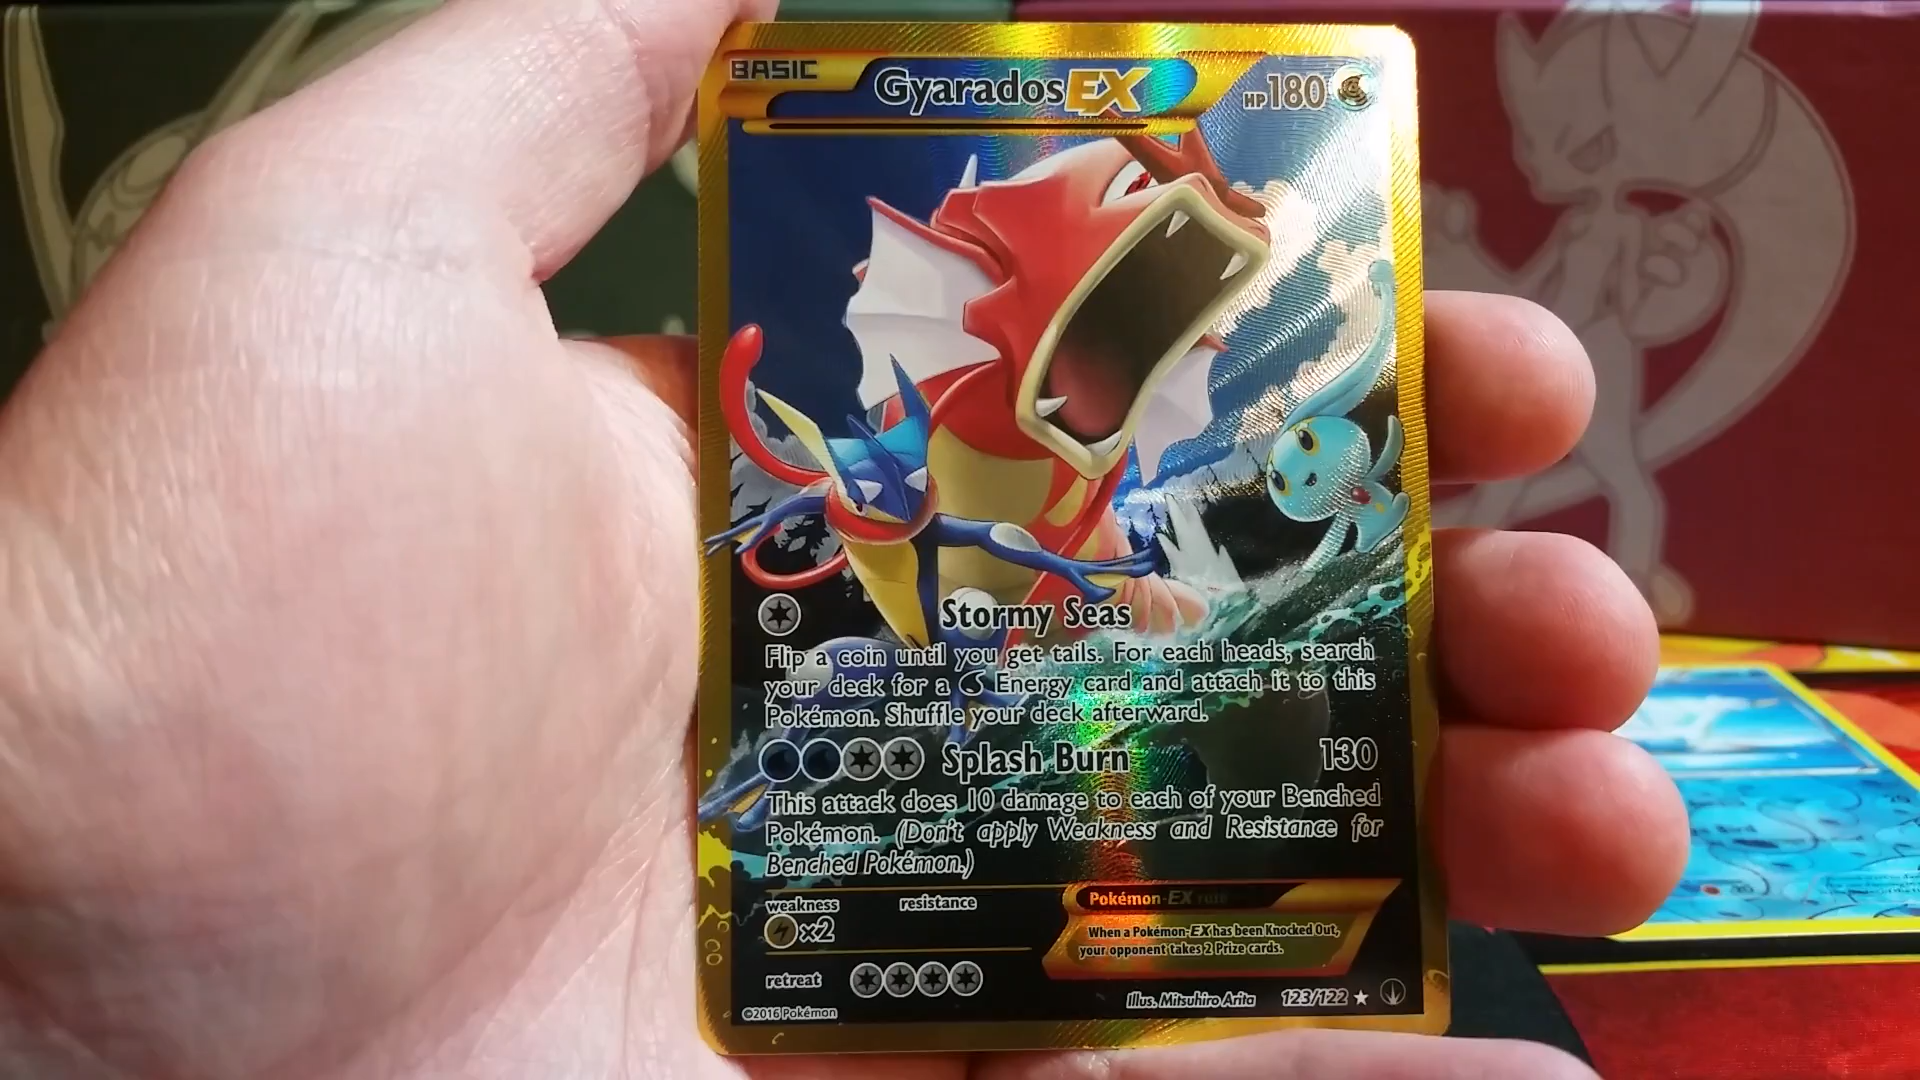 BASIC
Gyarados EX
HP 180
Stormy Seas
Flip a coin until you get tails. For each heads, search
your deck for a Energy card and attach it to this
Pokémon. Shuffle your deck afterward.
Splash Burn 130
This attack does 10 damage to each of your Benched
Pokémon. (Don't apply Weakness and Resistance for
Benched Pokémon.)
weakness resistance
x2
Pokémon-EX rule
When a Pokémon-EX has been Knocked Out,
your opponent takes 2 Prize cards.
retreat
Illus. Mitsuhiro Arita 123/122
©2016 Pokémon